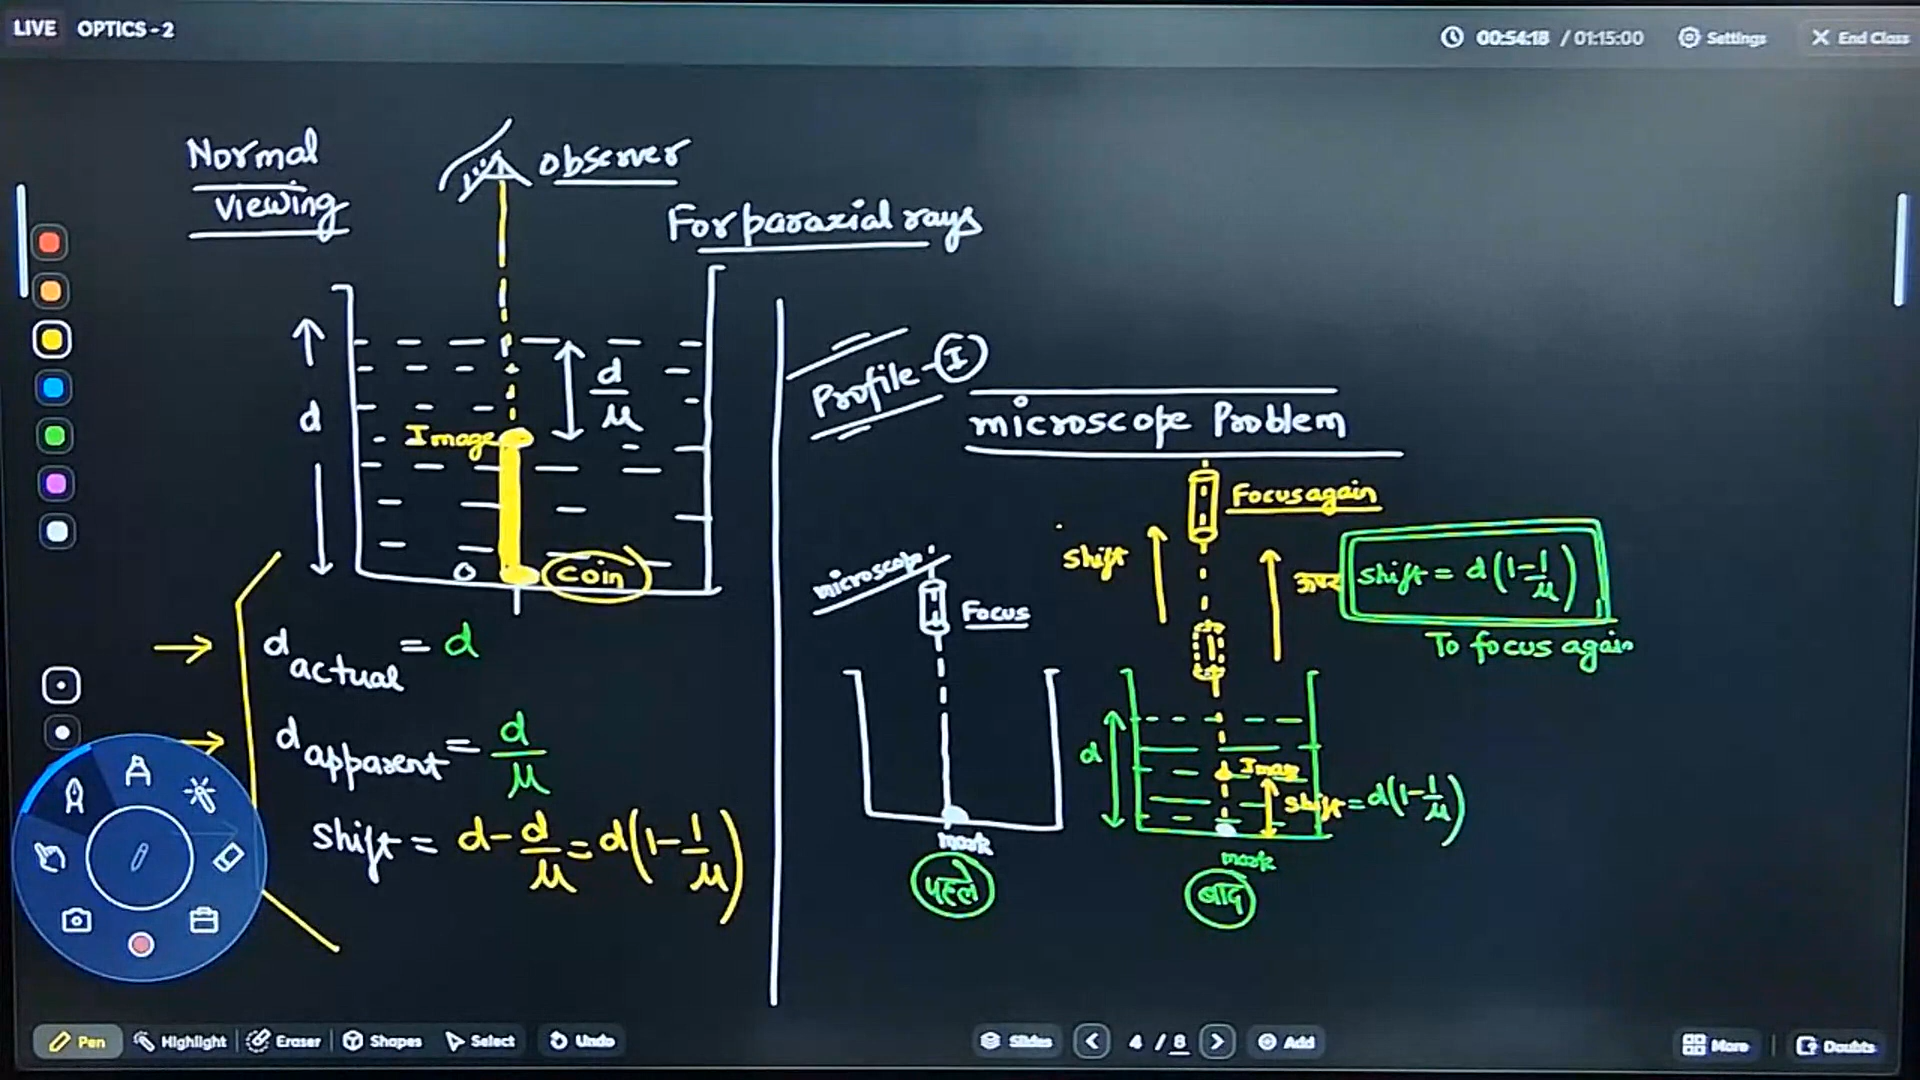 LIVE OPTICS - 2
00:54:18 / 01:15:00 Settings End Class
Normal
Viewing
observer
For paraxial rays
d
d/μ
Image
O
coin
d actual = d
d apparent = d/μ
shift = d - d/μ = d(1 - 1/μ)
Profile - I
microscope Problem
microscope
Focus
mark
पहले
Focus again
shift
ऊपर
shift = d(1 - 1/μ)
To focus again
d
Image
shift = d(1 - 1/μ)
mark
बाद
Pen Highlight Eraser Shapes Select Undo
Slides 4 / 8 Add
More Doubts